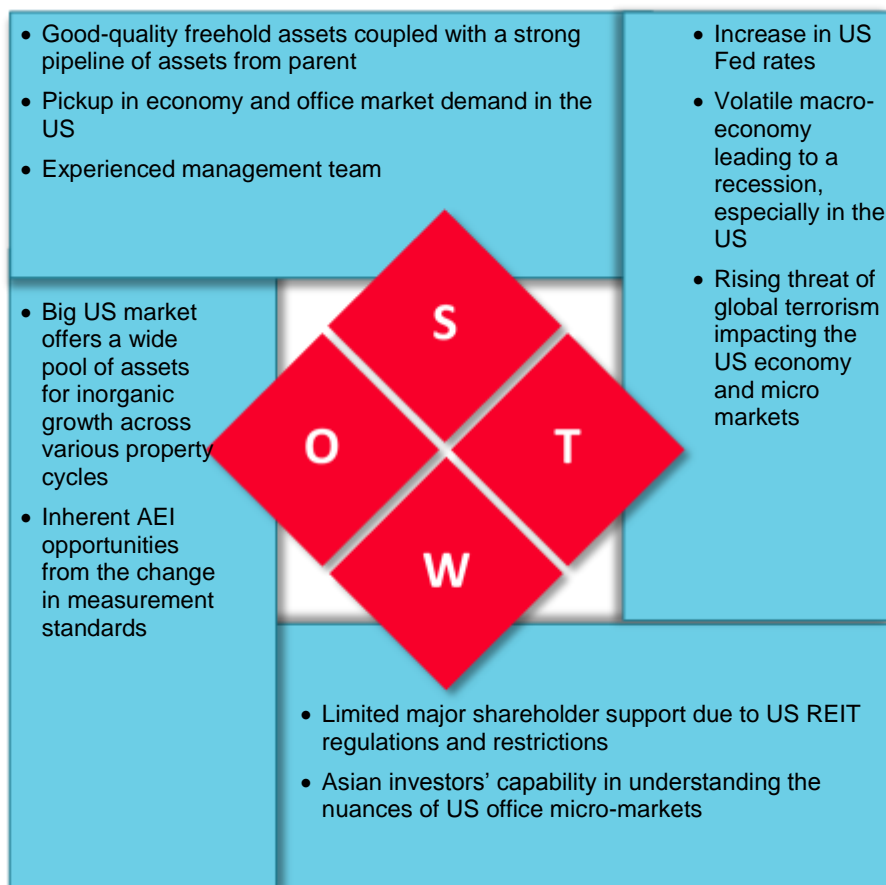 • Good-quality freehold assets coupled with a strong
pipeline of assets from parent
• Pickup in economy and office market demand in the
US
• Experienced management team
• Increase in US
Fed rates
• Volatile macro-
economy
leading to a
recession,
especially in the
US
• Rising threat of
global terrorism
impacting the
US economy
and micro
markets
• Big US market
offers a wide
pool of assets
for inorganic
growth across
various property
cycles
• Inherent AEI
opportunities
from the change
in measurement
standards
S
O
T
W
• Limited major shareholder support due to US REIT
regulations and restrictions
• Asian investors’ capability in understanding the
nuances of US office micro-markets